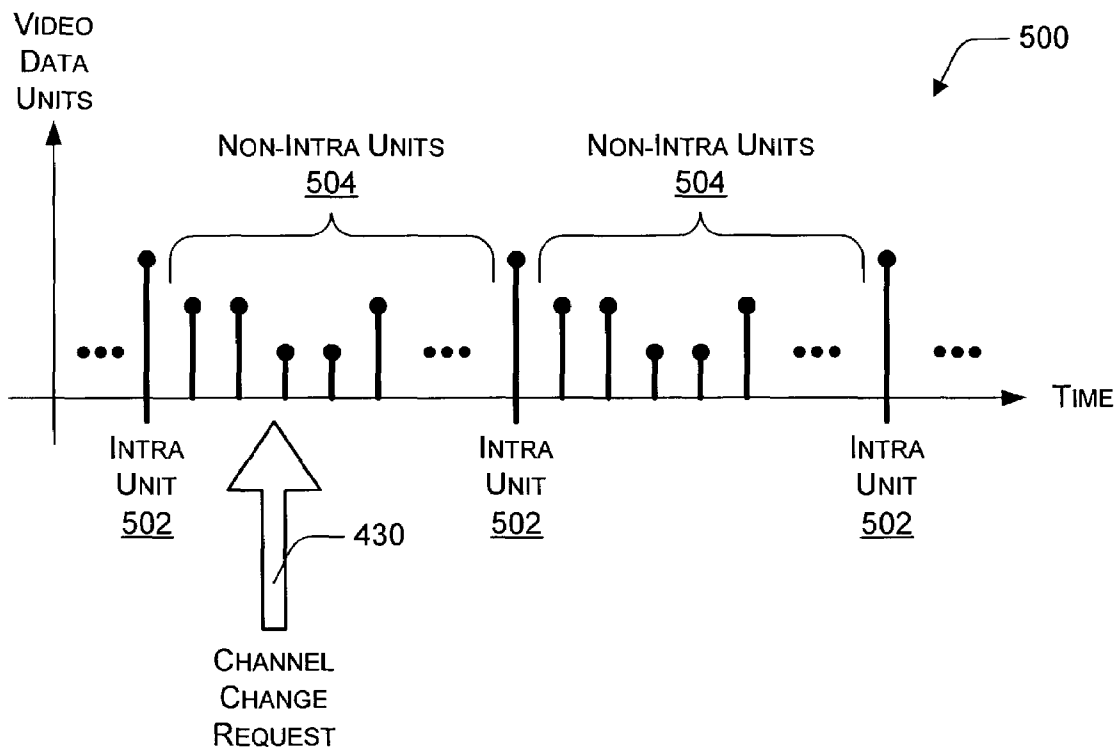 VIDEO
DATA
UNITS
500
NON-INTRA UNITS
504
NON-INTRA UNITS
504
TIME
INTRA
UNIT
502
INTRA
UNIT
502
INTRA
UNIT
502
430
CHANNEL
CHANGE
REQUEST